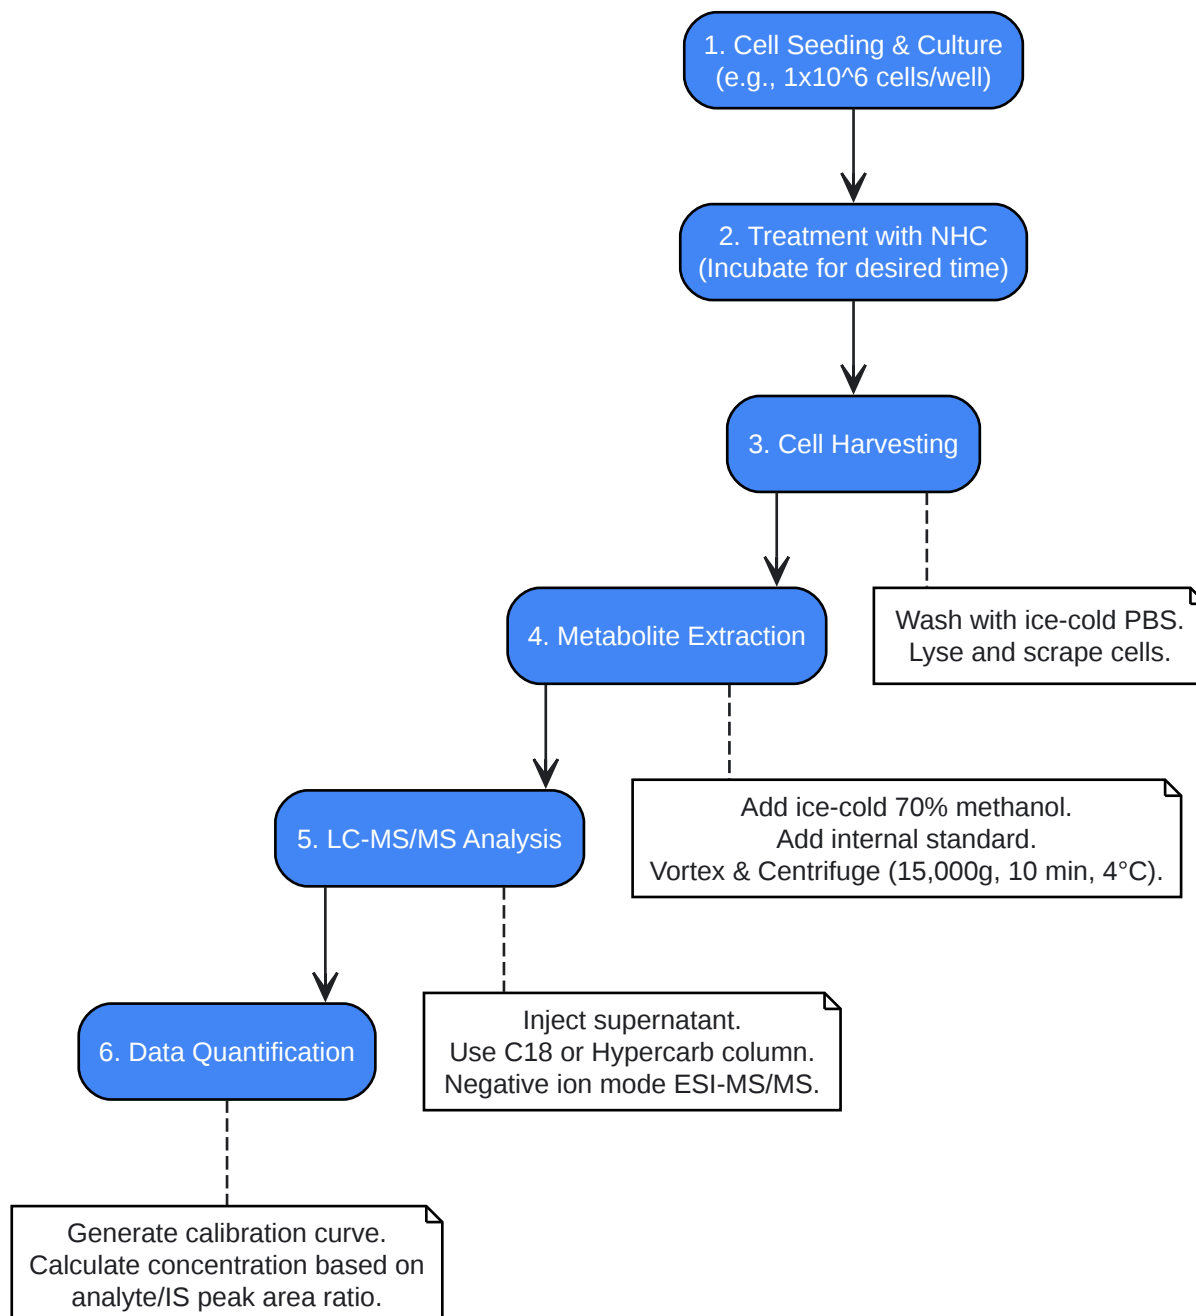 1. Cell Seeding & Culture
(e.g., 1x10^6 cells/well)
2. Treatment with NHC
(Incubate for desired time)
3. Cell Harvesting
Wash with ice-cold PBS.
Lyse and scrape cells.
4. Metabolite Extraction
Add ice-cold 70% methanol.
Add internal standard.
Vortex & Centrifuge (15,000g, 10 min, 4°C).
5. LC-MS/MS Analysis
Inject supernatant.
Use C18 or Hypercarb column.
Negative ion mode ESI-MS/MS.
6. Data Quantification
Generate calibration curve.
Calculate concentration based on
analyte/IS peak area ratio.